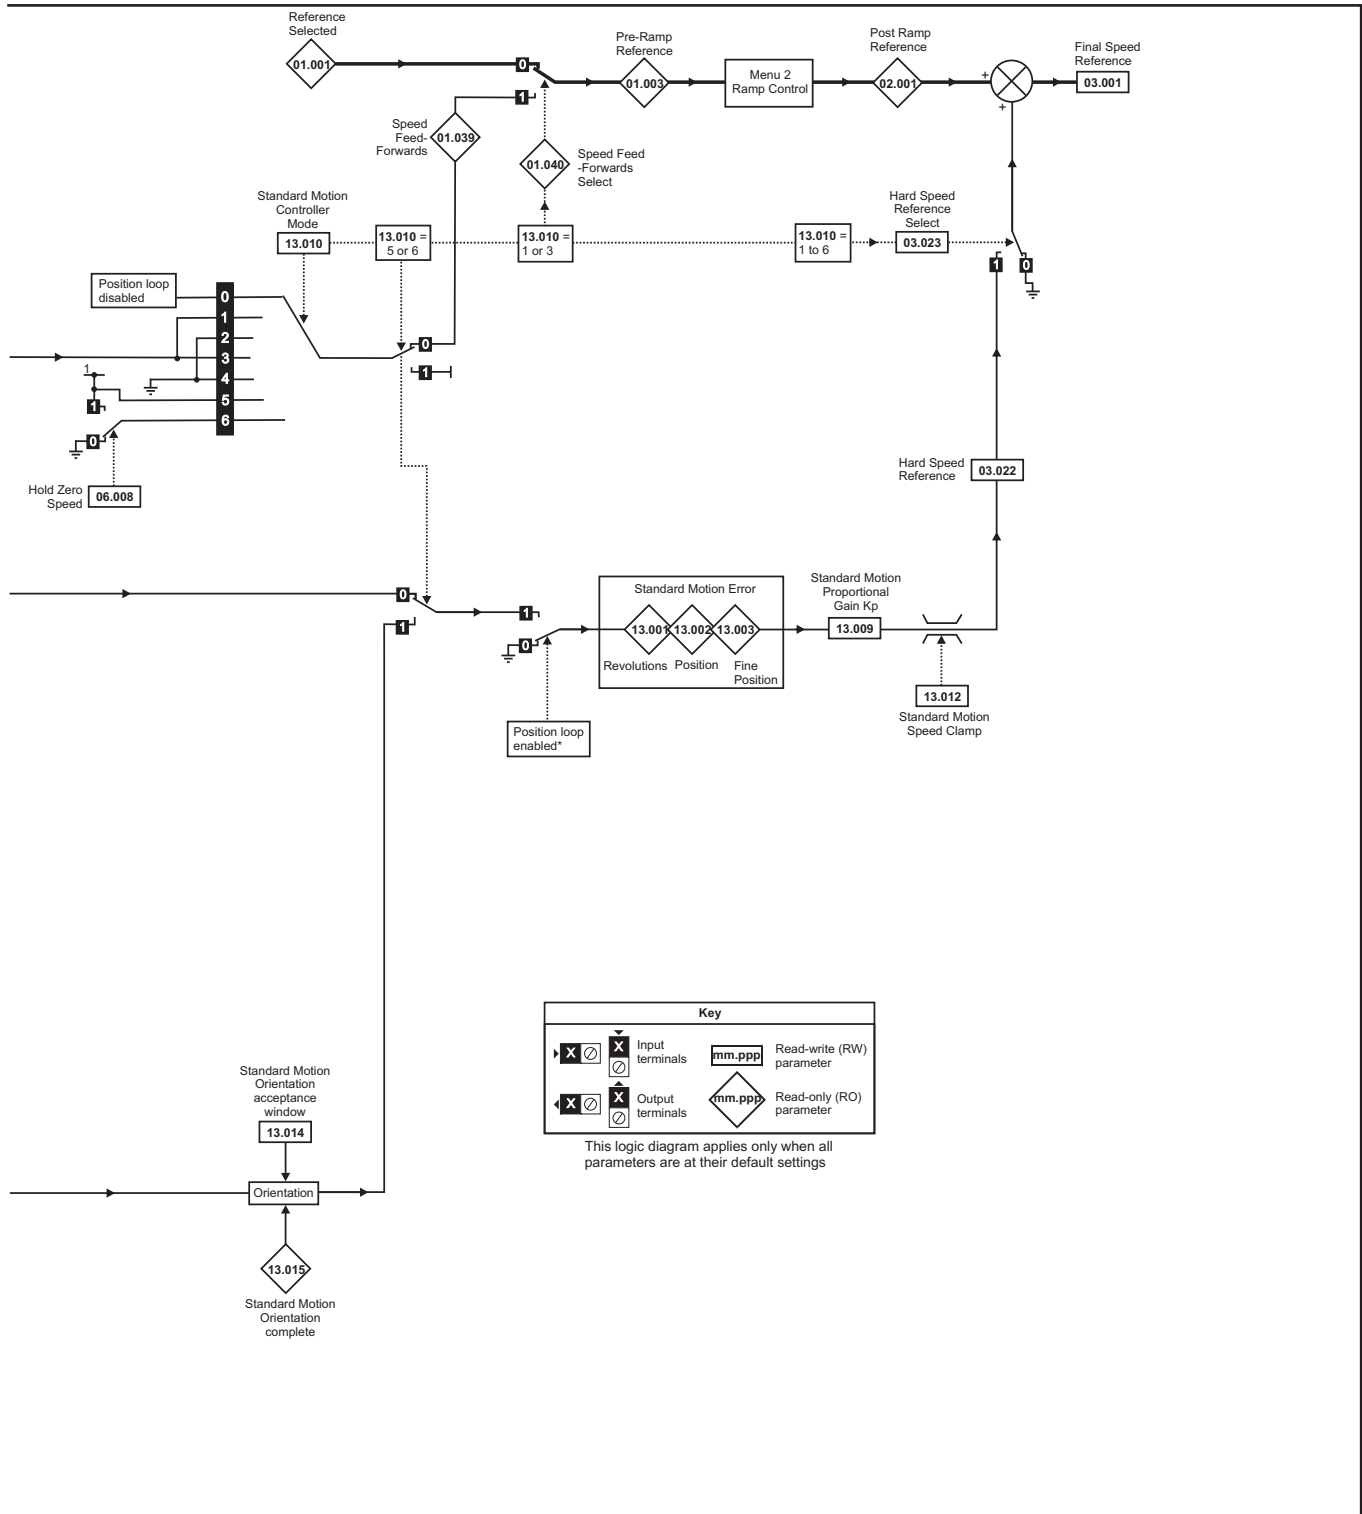 Reference
Selected
01.001
0
1
Pre-Ramp
Reference
01.003
Menu 2
Ramp Control
Post Ramp
Reference
02.001
+
+
Final Speed
Reference
03.001
Speed
Feed-
Forwards
01.039
01.040
Speed Feed
-Forwards
Select
Standard Motion
Controller
Mode
13.010
13.010 =
5 or 6
13.010 =
1 or 3
13.010 =
1 to 6
Hard Speed
Reference
Select
03.023
1
0
Position loop
disabled
0
1
2
3
4
5
6
0
1
1
1
0
Hold Zero
Speed
06.008
Hard Speed
Reference
03.022
0
1
1
0
Standard Motion Error
13.001
13.002
13.003
Revolutions
Position
Fine
Position
Standard Motion
Proportional
Gain Kp
13.009
13.012
Standard Motion
Speed Clamp
Position loop
enabled*
Key
X
X
Input
terminals
mm.ppp
Read-write (RW)
parameter
X
X
Output
terminals
mm.ppp
Read-only (RO)
parameter
This logic diagram applies only when all
parameters are at their default settings
Standard Motion
Orientation
acceptance
window
13.014
Orientation
13.015
Standard Motion
Orientation
complete